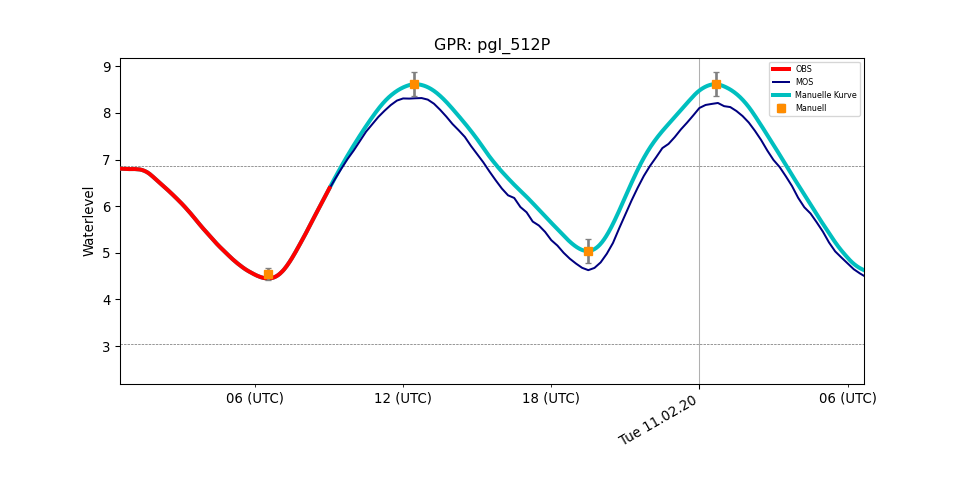 GPR: pgl_512P
9
8
7
6
5
4
3
Waterlevel
OBS
MOS
Manuelle Kurve
Manuell
06 (UTC)
12 (UTC)
18 (UTC)
Tue 11.02.20
06 (UTC)